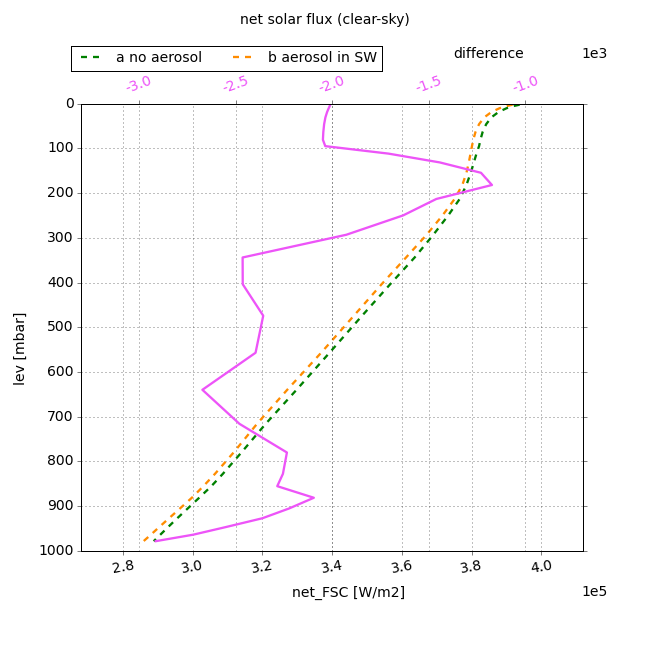 net solar flux (clear-sky)
a no aerosol b aerosol in SW difference 1e3
-3.0 -2.5 -2.0 -1.5 -1.0
0
100
200
300
400
500
600
700
800
900
1000
lev [mbar]
2.8 3.0 3.2 3.4 3.6 3.8 4.0
net_FSC [W/m2] 1e5